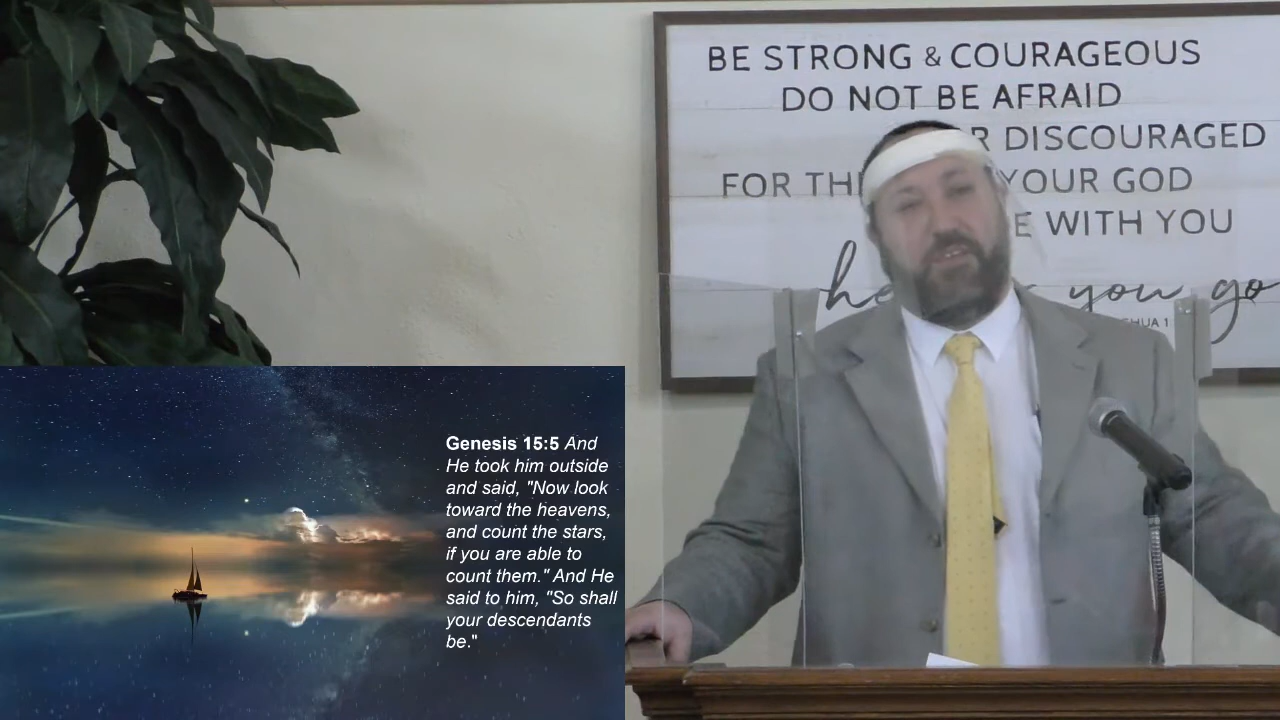 BE STRONG & COURAGEOUS
DO NOT BE AFRAID
R DISCOURAGED
FOR TH YOUR GOD
E WITH YOU
you go
HUA 1
Genesis 15:5 And
He took him outside
and said, "Now look
toward the heavens,
and count the stars,
if you are able to
count them." And He
said to him, "So shall
your descendants
be."